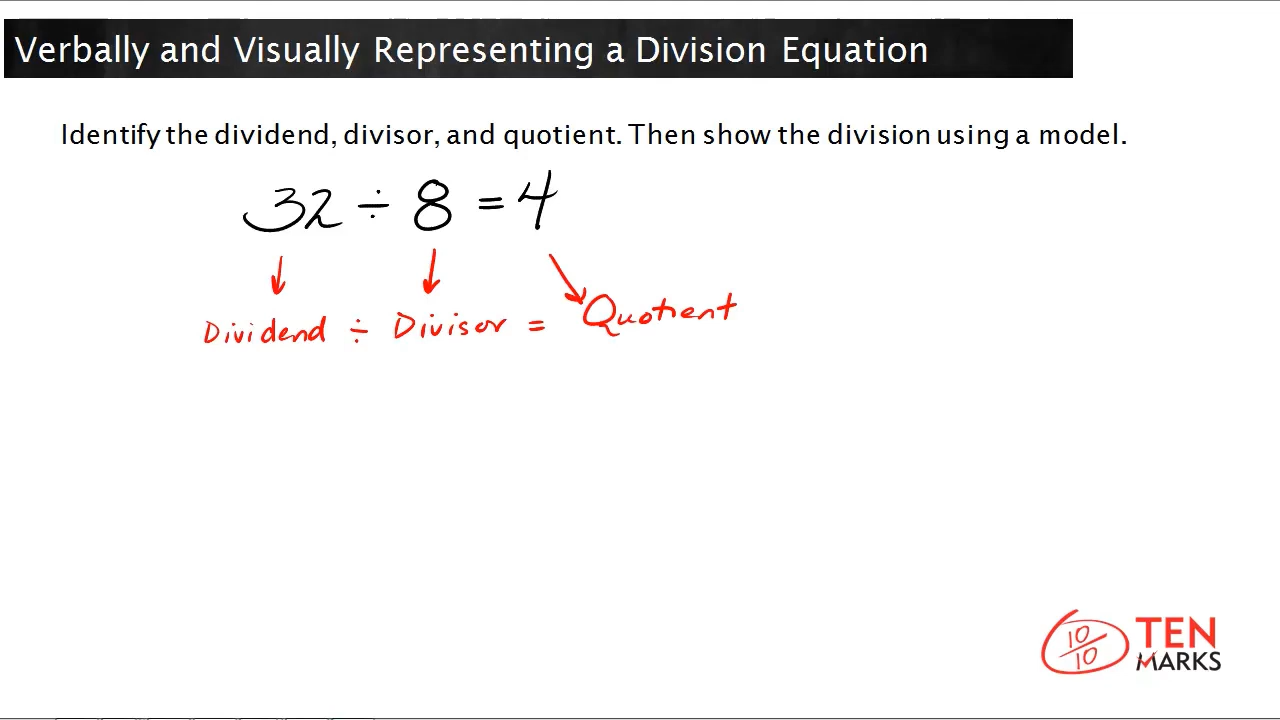 Verbally and Visually Representing a Division Equation
Identify the dividend, divisor, and quotient. Then show the division using a model.
32 ÷ 8 = 4
Dividend ÷ Divisor = Quotient
10/10 TEN
MARKS